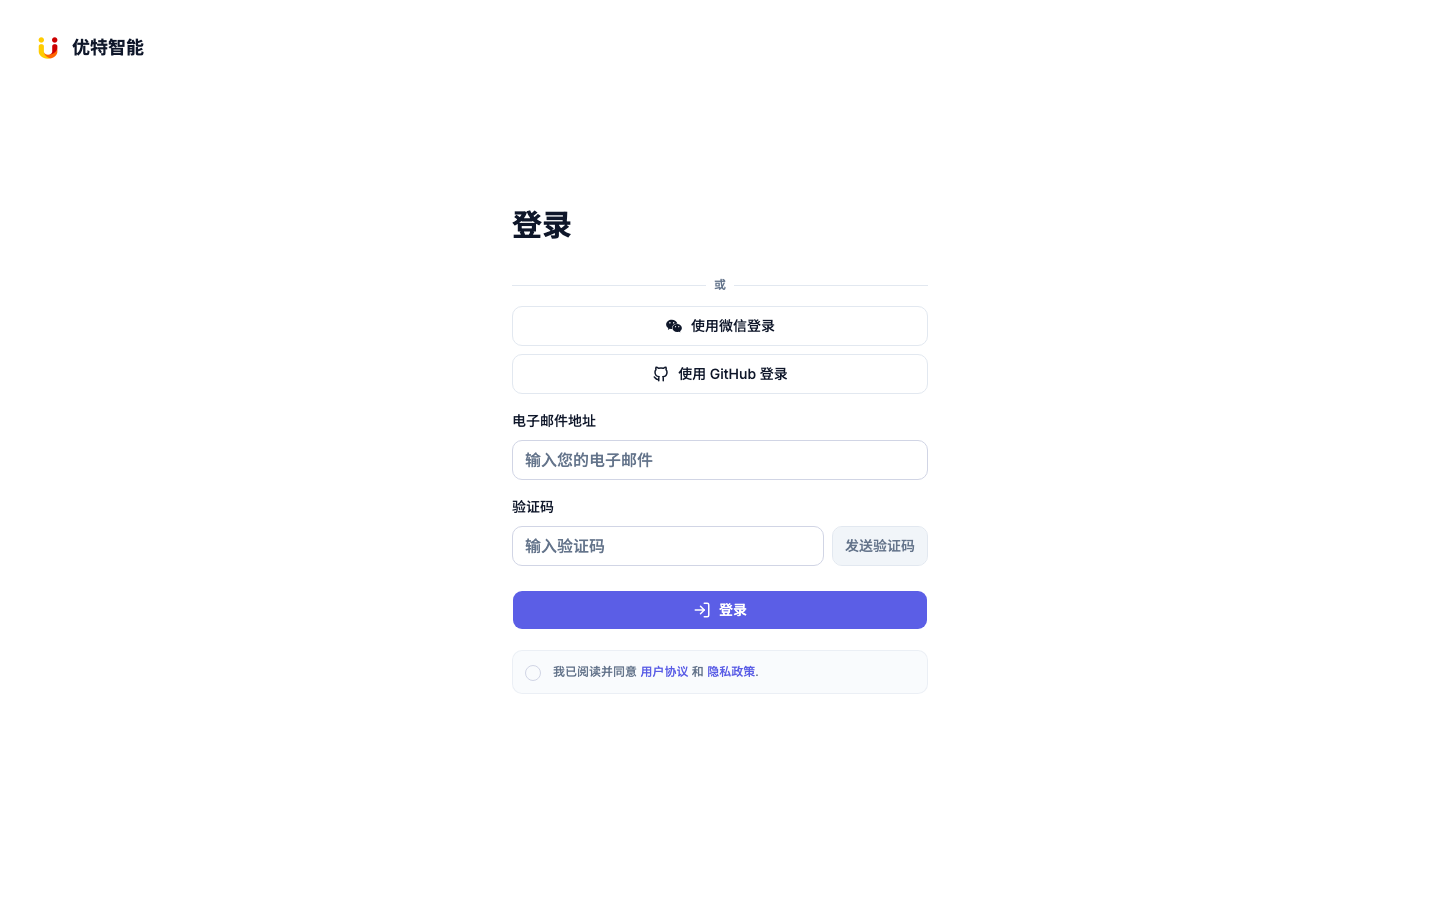 优特智能
登录
或
使用微信登录
使用 GitHub 登录
电子邮件地址
输入您的电子邮件
验证码
输入验证码
发送验证码
登录
我已阅读并同意 用户协议 和 隐私政策.